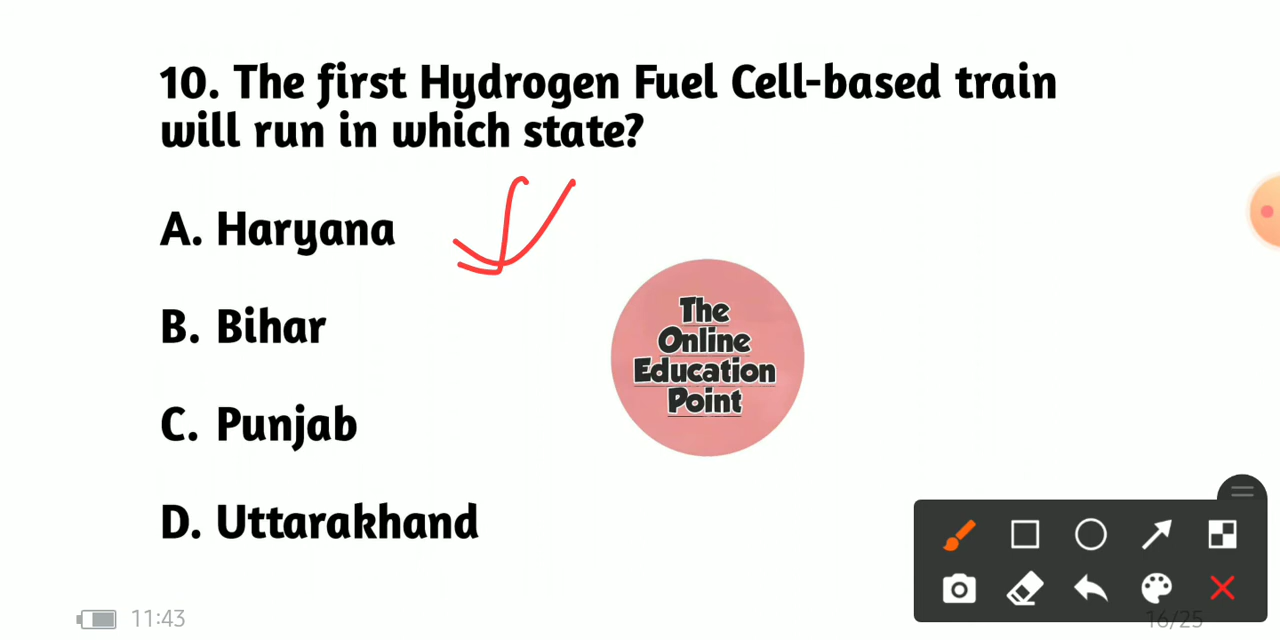 10. The first Hydrogen Fuel Cell-based train
will run in which state?
A. Haryana
B. Bihar
C. Punjab
D. Uttarakhand
The
Online
Education
Point
11:43
16/25